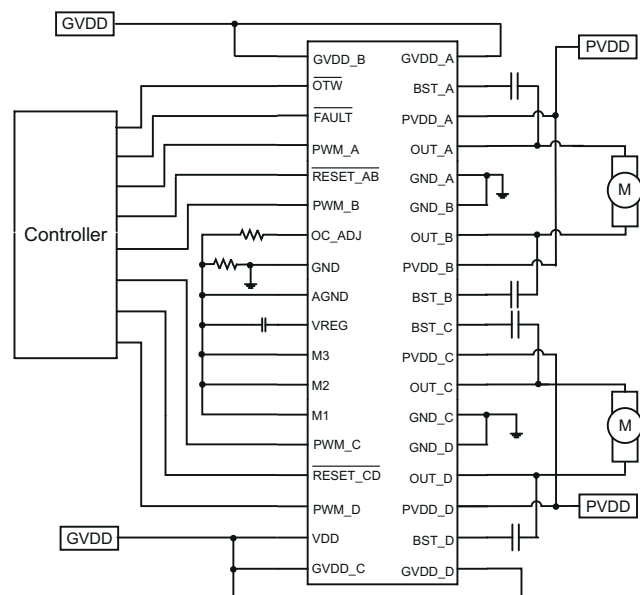 GVDD
PVDD
GVDD_B
GVDD_A
OTW
BST_A
FAULT
PVDD_A
PWM_A
OUT_A
RESET_AB
GND_A
M
PWM_B
GND_B
Controller
OC_ADJ
OUT_B
GND
PVDD_B
AGND
BST_B
VREG
BST_C
M3
PVDD_C
M2
OUT_C
M1
GND_C
M
PWM_C
GND_D
RESET_CD
OUT_D
PWM_D
PVDD_D
PVDD
GVDD
VDD
BST_D
GVDD_C
GVDD_D